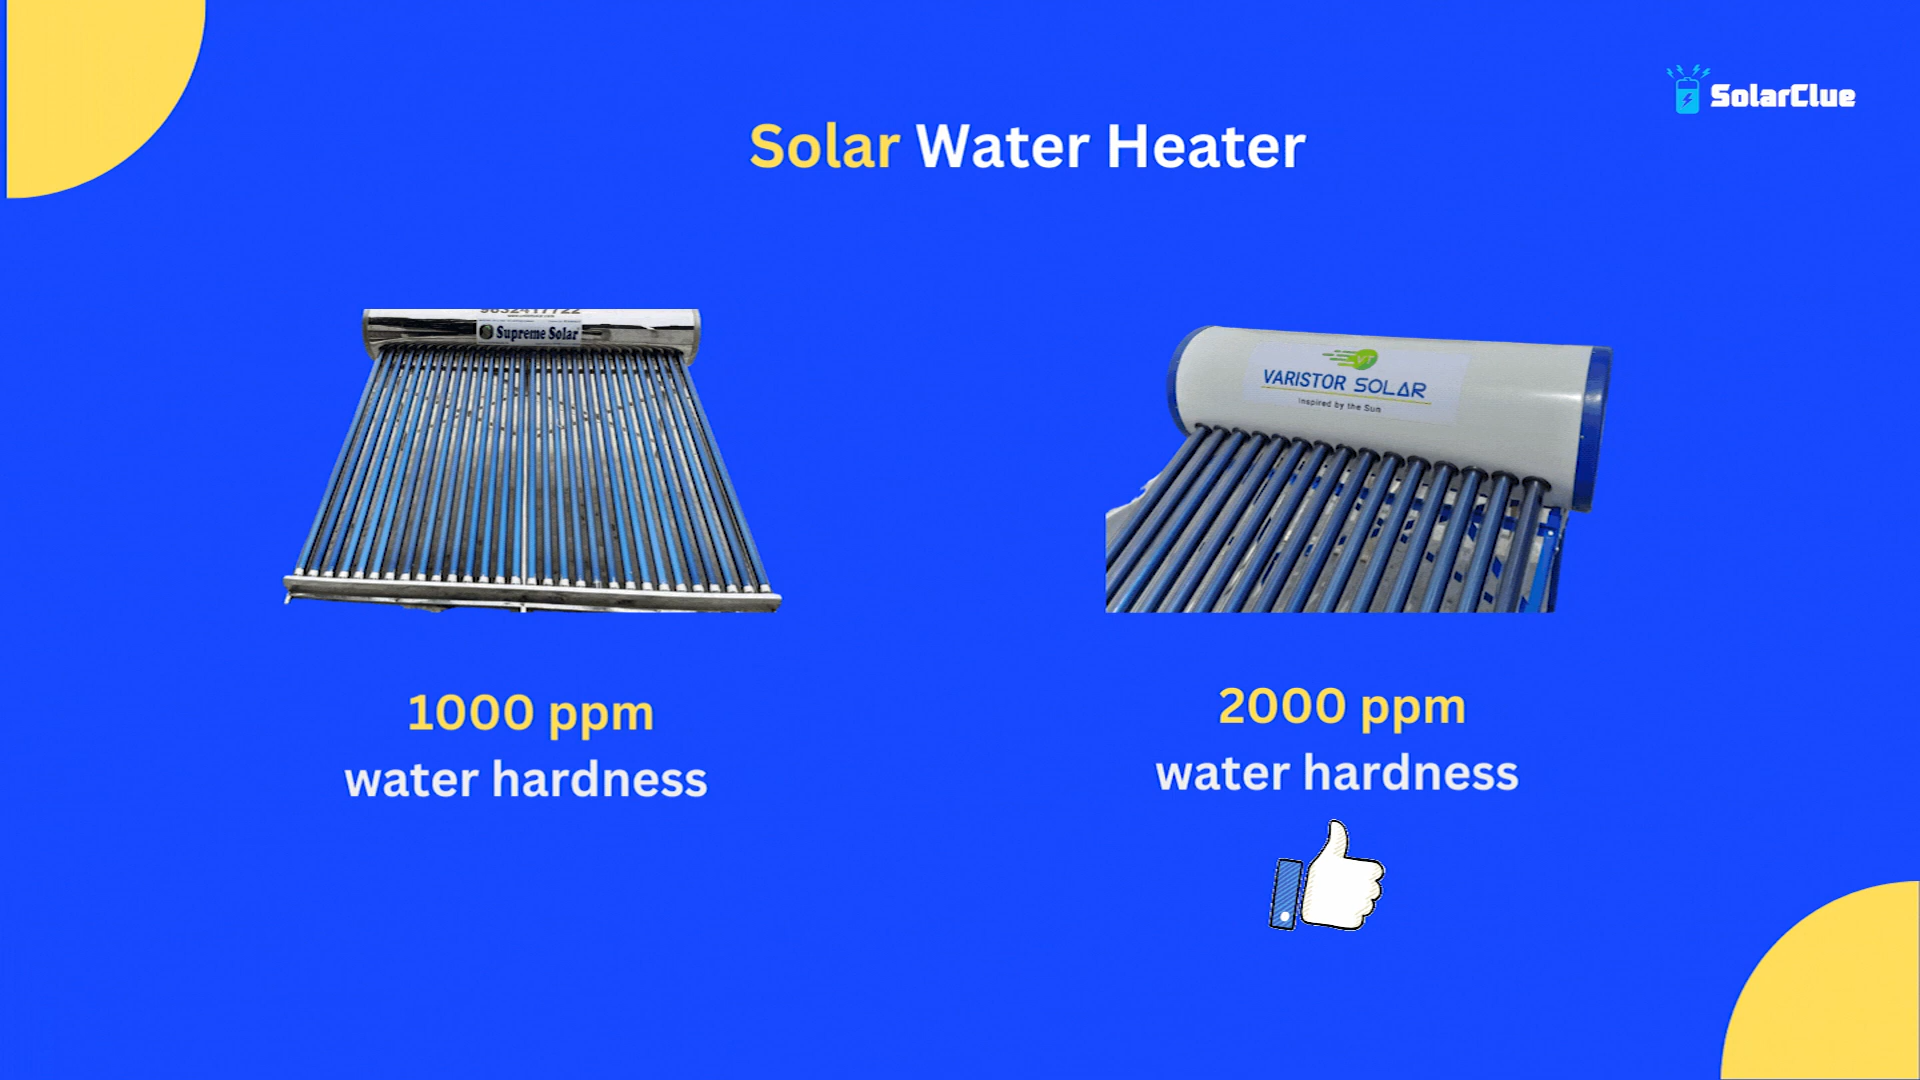 SolarClue
Solar Water Heater
Supreme Solar
VT
VARISTOR SOLAR
Inspired by the Sun
1000 ppm
water hardness
2000 ppm
water hardness